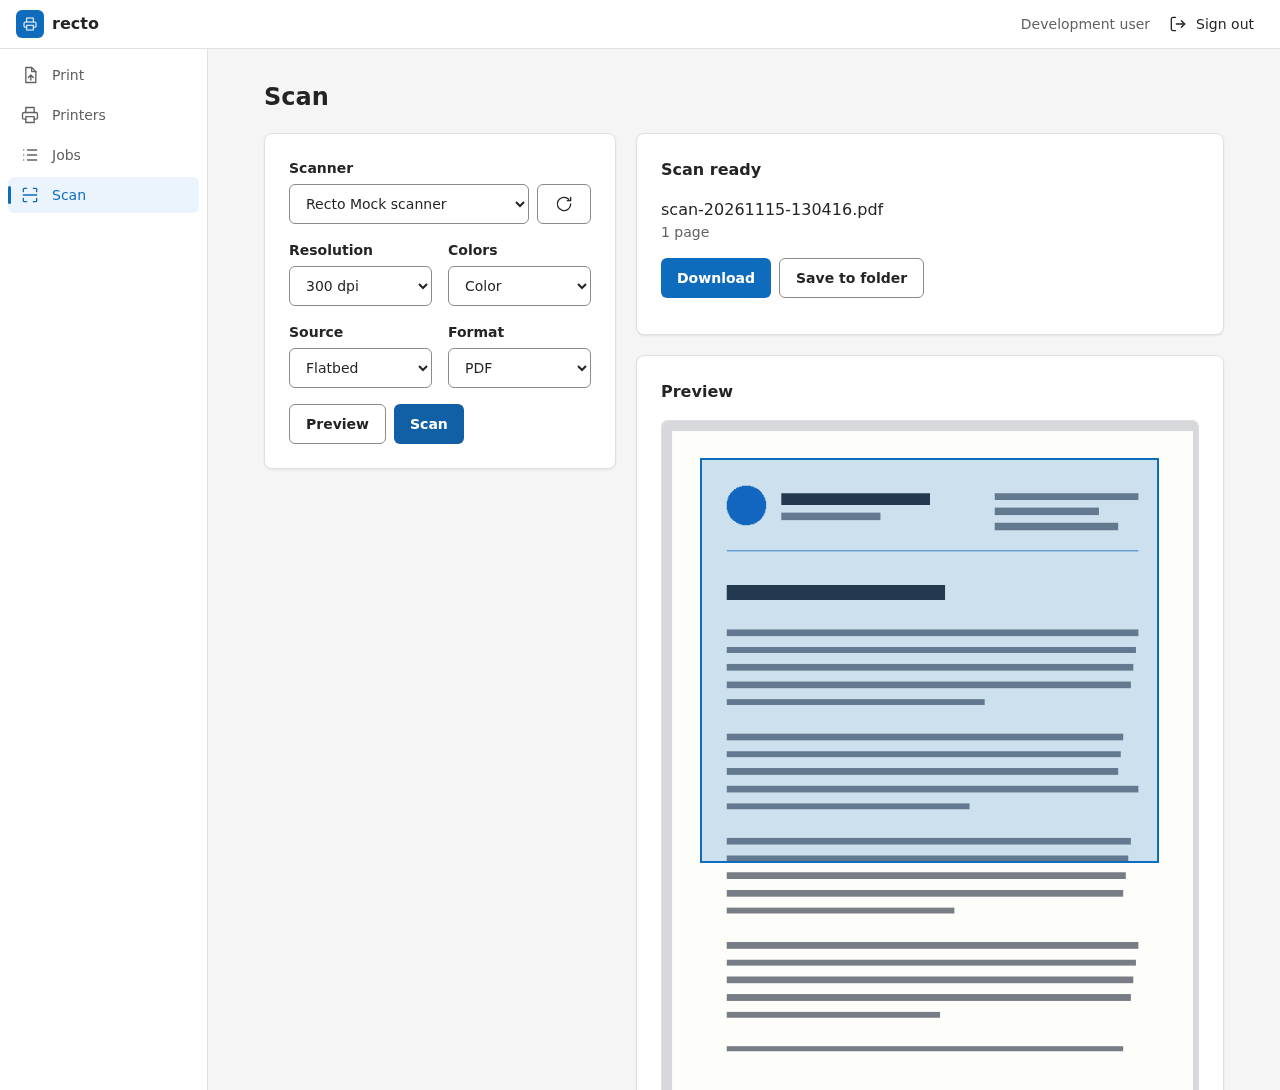 recto
Development user
Sign out
Print
Printers
Jobs
Scan
Scan
Scanner
Recto Mock scanner
Resolution
Colors
300 dpi
Color
Source
Format
Flatbed
PDF
Preview
Scan
Scan ready
scan-20261115-130416.pdf
1 page
Download
Save to folder
Preview